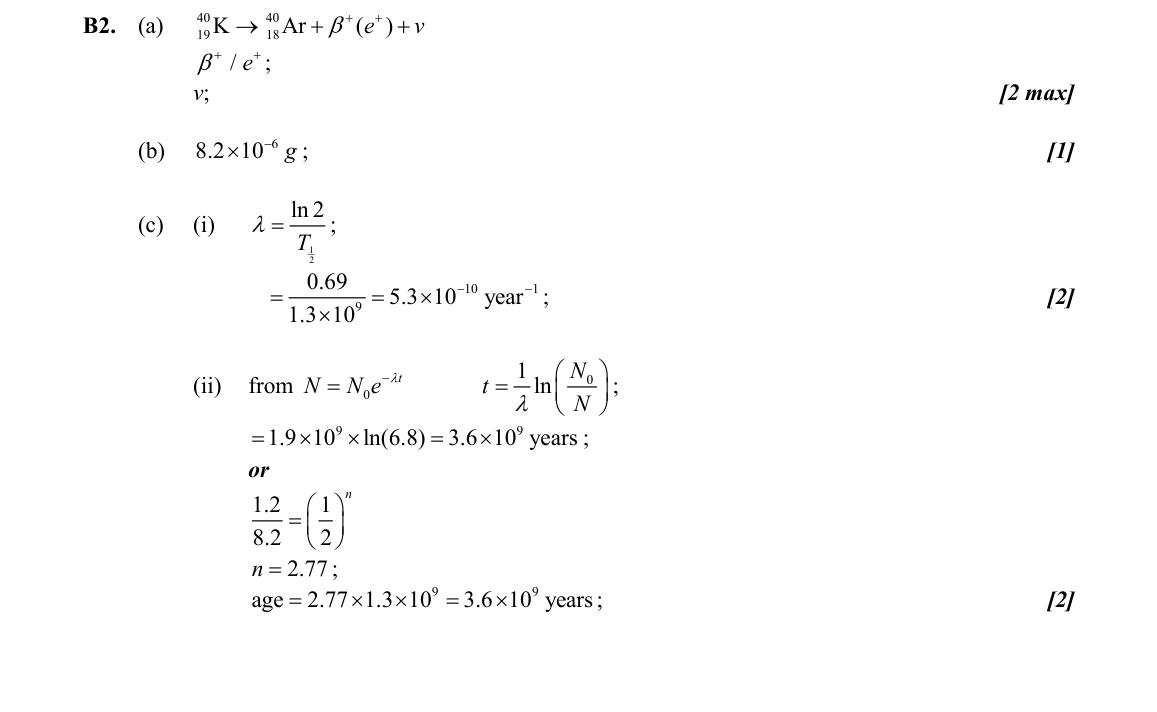 B2. (a) ⁴⁰₁₉K → ⁴⁰₁₈Ar + β⁺(e⁺) + ν
β⁺ / e⁺ ;
ν; [2 max]
(b) 8.2×10⁻⁶ g ; [1]
(c) (i) λ = ln 2 / T_½ ;
= 0.69 / 1.3×10⁹ = 5.3×10⁻¹⁰ year⁻¹ ; [2]
(ii) from N = N₀e^(−λt) t = (1/λ) ln(N₀/N) ;
= 1.9×10⁹ × ln(6.8) = 3.6×10⁹ years ;
or
1.2/8.2 = (1/2)ⁿ
n = 2.77 ;
age = 2.77×1.3×10⁹ = 3.6×10⁹ years ; [2]